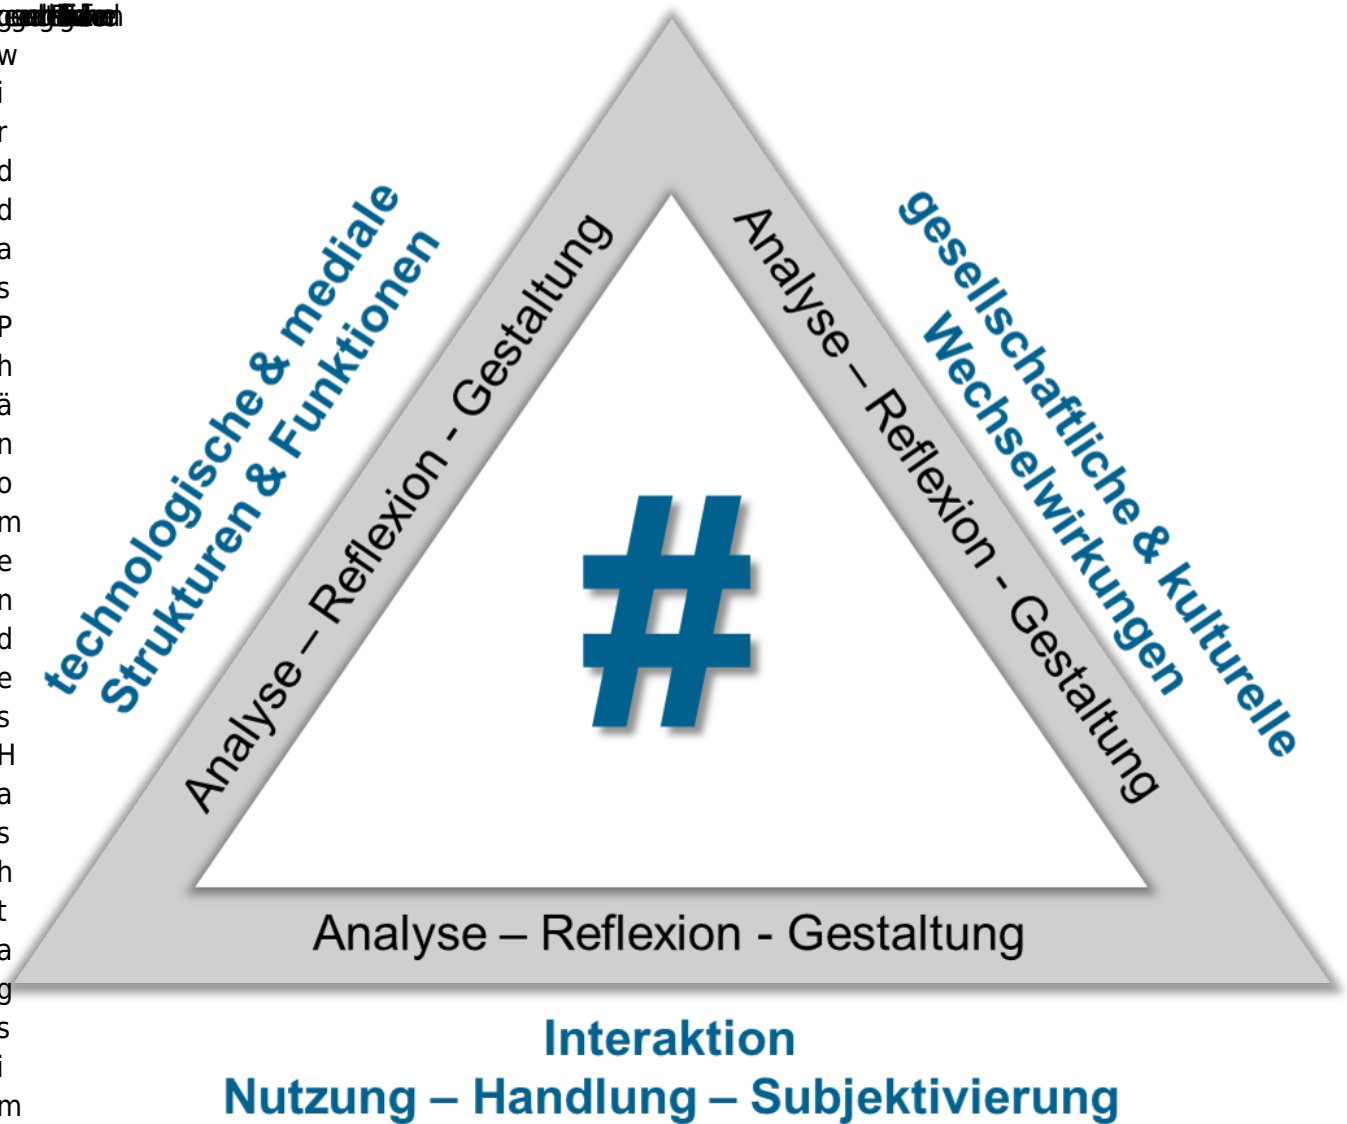 w
i
r
d
d
a
s
P
h
ä
n
o
m
e
n
d
e
s
H
a
s
h
t
a
g
s
i
m
technologische & mediale
Strukturen & Funktionen
Analyse – Reflexion - Gestaltung
gesellschaftliche & kulturelle
Wechselwirkungen
Analyse – Reflexion - Gestaltung
#
Analyse – Reflexion - Gestaltung
Interaktion
Nutzung – Handlung – Subjektivierung